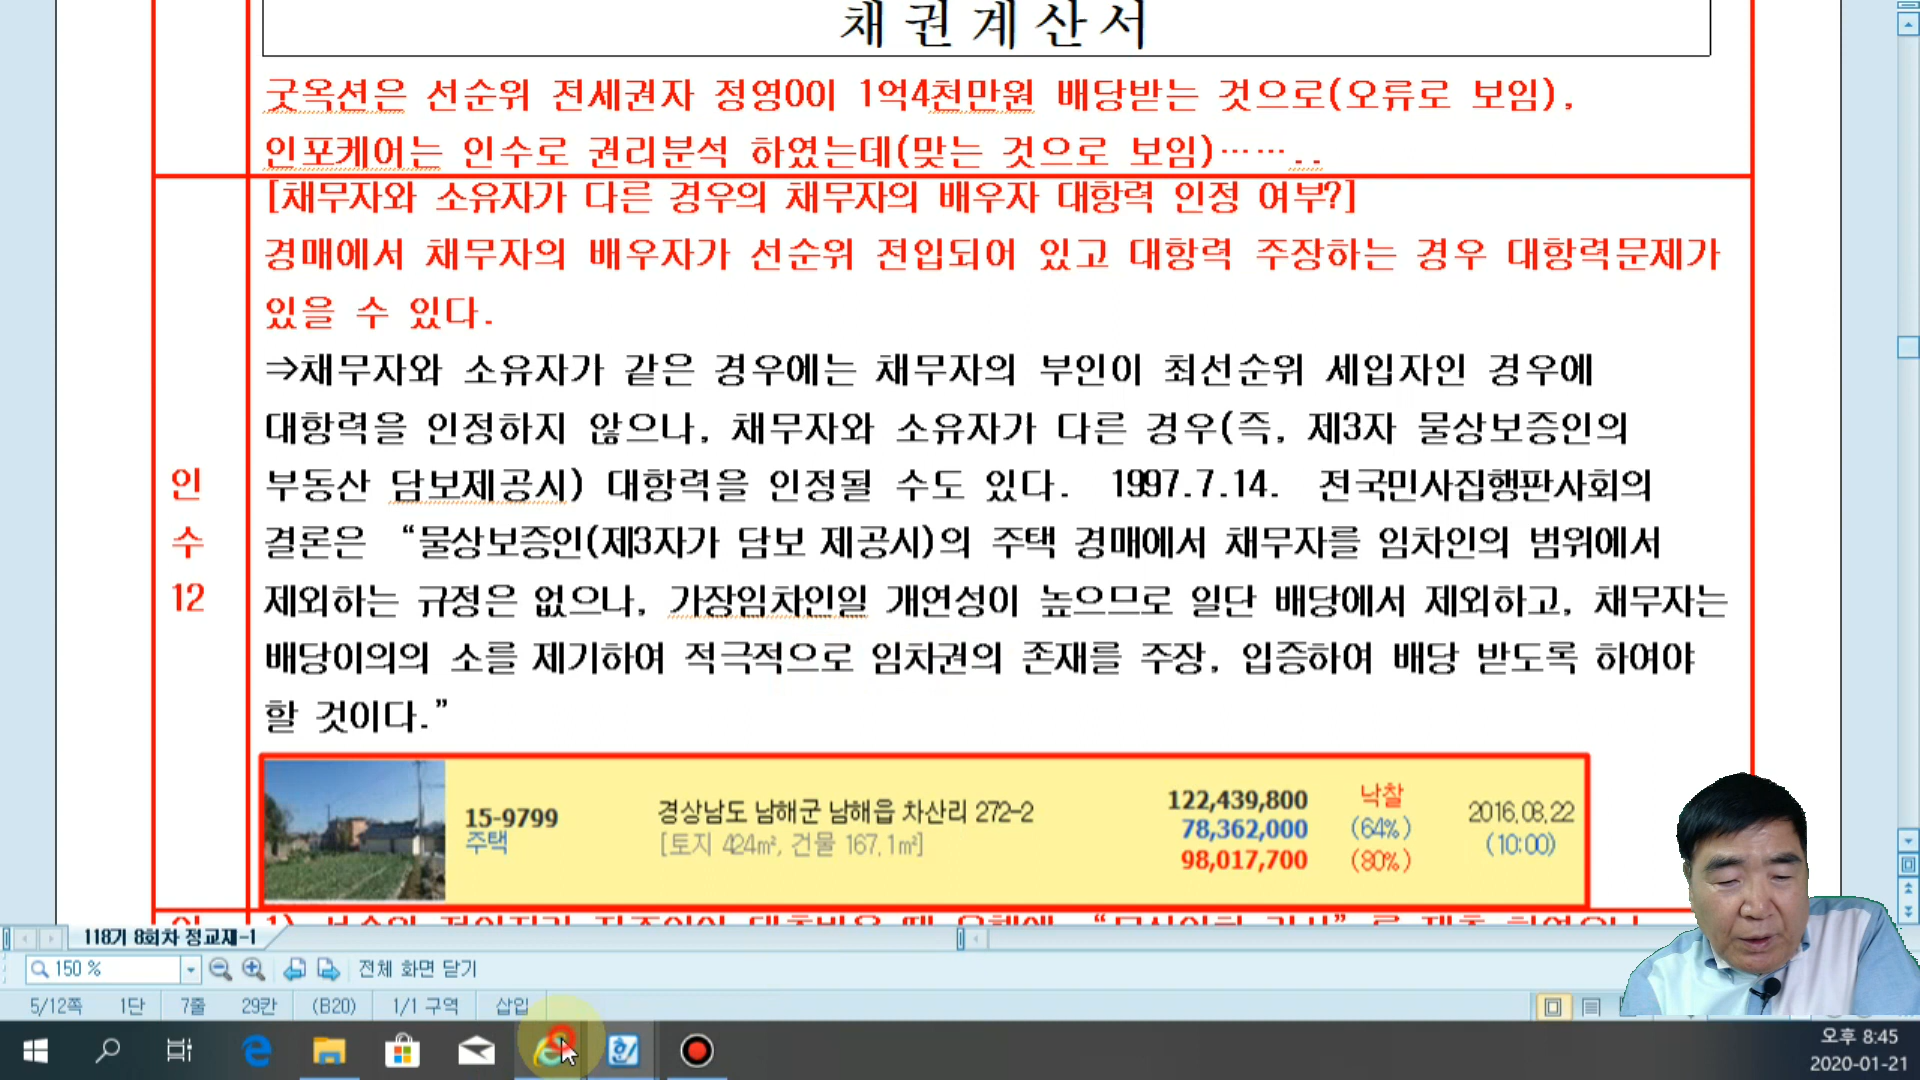 채 권 계 산 서
굿옥션은 선순위 전세권자 정영00이 1억4천만원 배당받는 것으로(오류로 보임),
인포케어는 인수로 권리분석 하였는데(맞는 것으로 보임)……..
[채무자와 소유자가 다른 경우의 채무자의 배우자 대항력 인정 여부?]
경매에서 채무자의 배우자가 선순위 전입되어 있고 대항력 주장하는 경우 대항력문제가
있을 수 있다.
⇒채무자와 소유자가 같은 경우에는 채무자의 부인이 최선순위 세입자인 경우에
대항력을 인정하지 않으나, 채무자와 소유자가 다른 경우(즉, 제3자 물상보증인의
인 부동산 담보제공시) 대항력을 인정될 수도 있다. 1997.7.14. 전국민사집행판사회의
수 결론은 “물상보증인(제3자가 담보 제공시)의 주택 경매에서 채무자를 임차인의 범위에서
12 제외하는 규정은 없으나, 가장임차인일 개연성이 높으므로 일단 배당에서 제외하고, 채무자는
배당이의의 소를 제기하여 적극적으로 임차권의 존재를 주장, 입증하여 배당 받도록 하여야
할 것이다.”
15-9799
주택
경상남도 남해군 남해읍 차산리 272-2
[토지 424㎡, 건물 167.1㎡]
122,439,800
78,362,000
98,017,700
낙찰
(64%)
(80%)
2016.08.22
(10:00)
118기 8회차 정교재-1
150 %
전체 화면 닫기
5/12쪽 1단 7줄 29칸 (B20) 1/1 구역 삽입
오후 8:45
2020-01-21